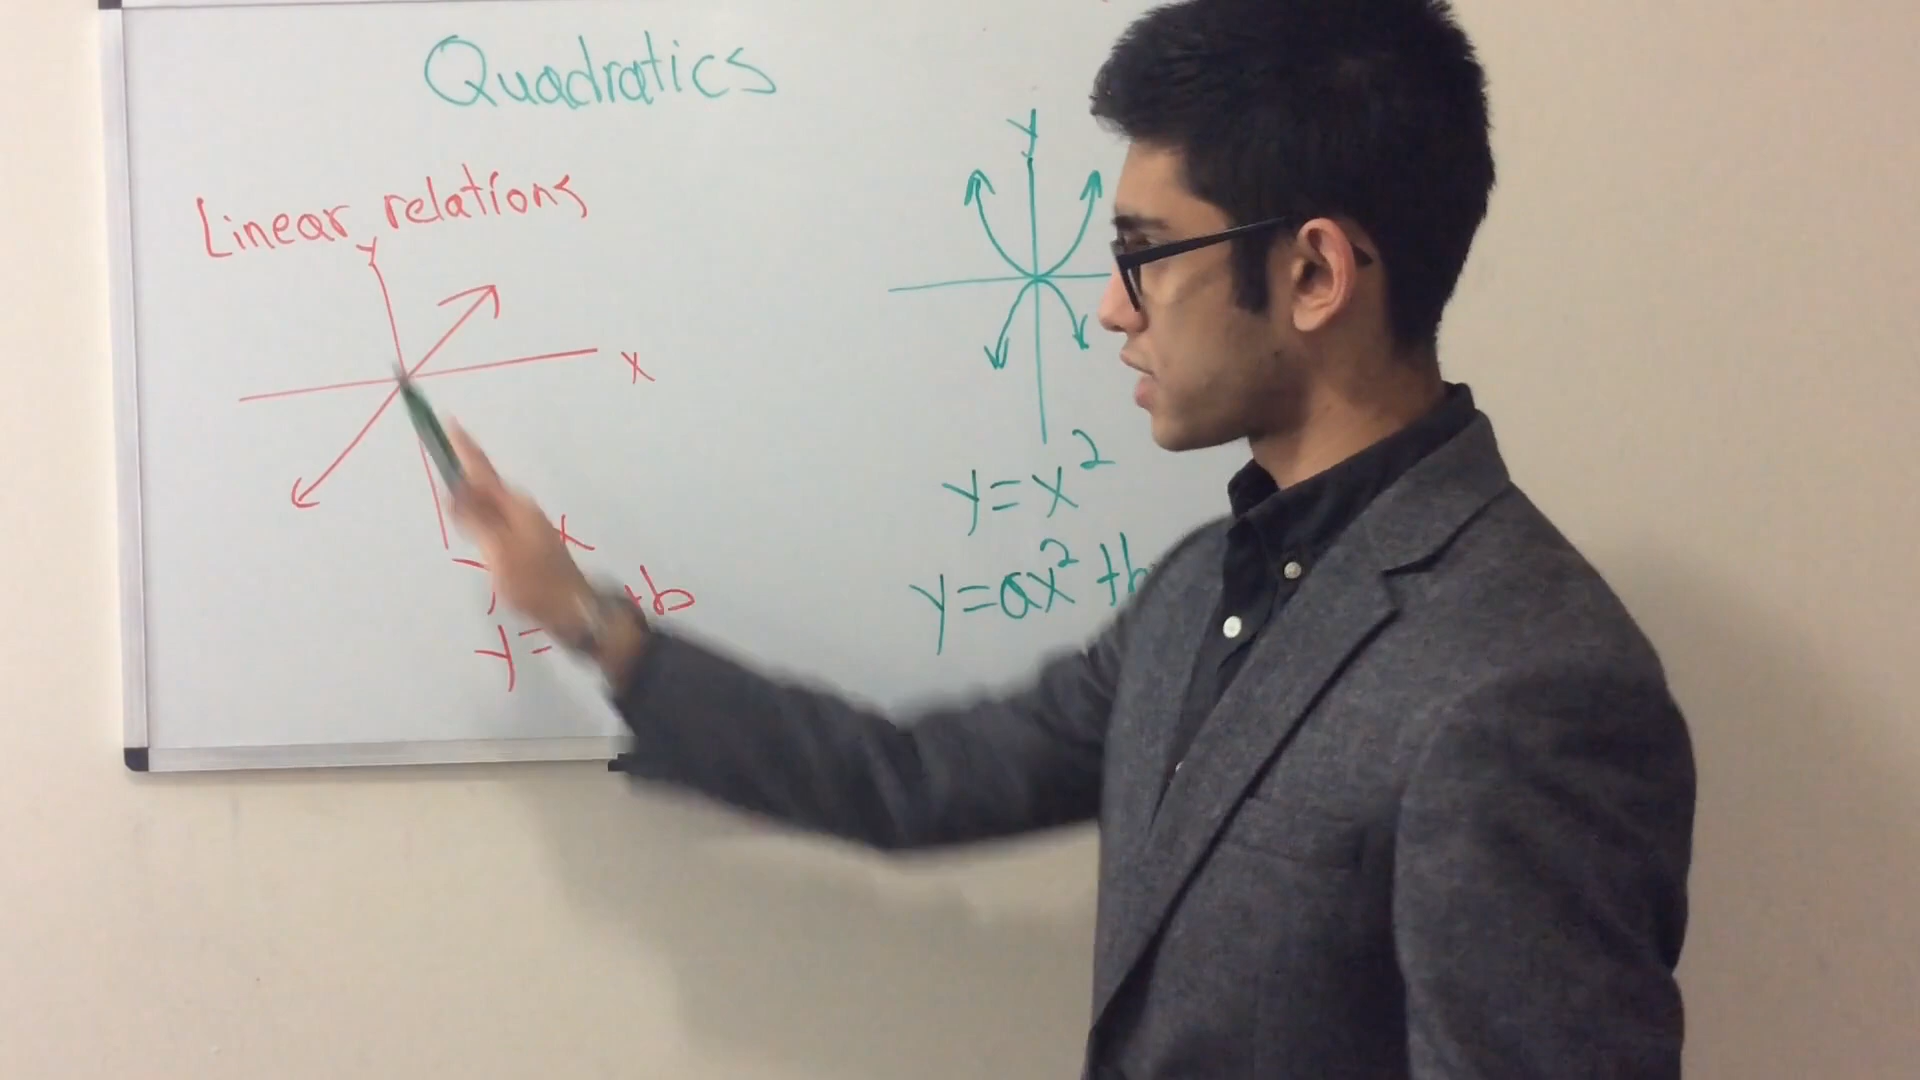 Quadratics
Linear relations
y
x
x
y
+b
y=
y
y=x²
y=ax²+b